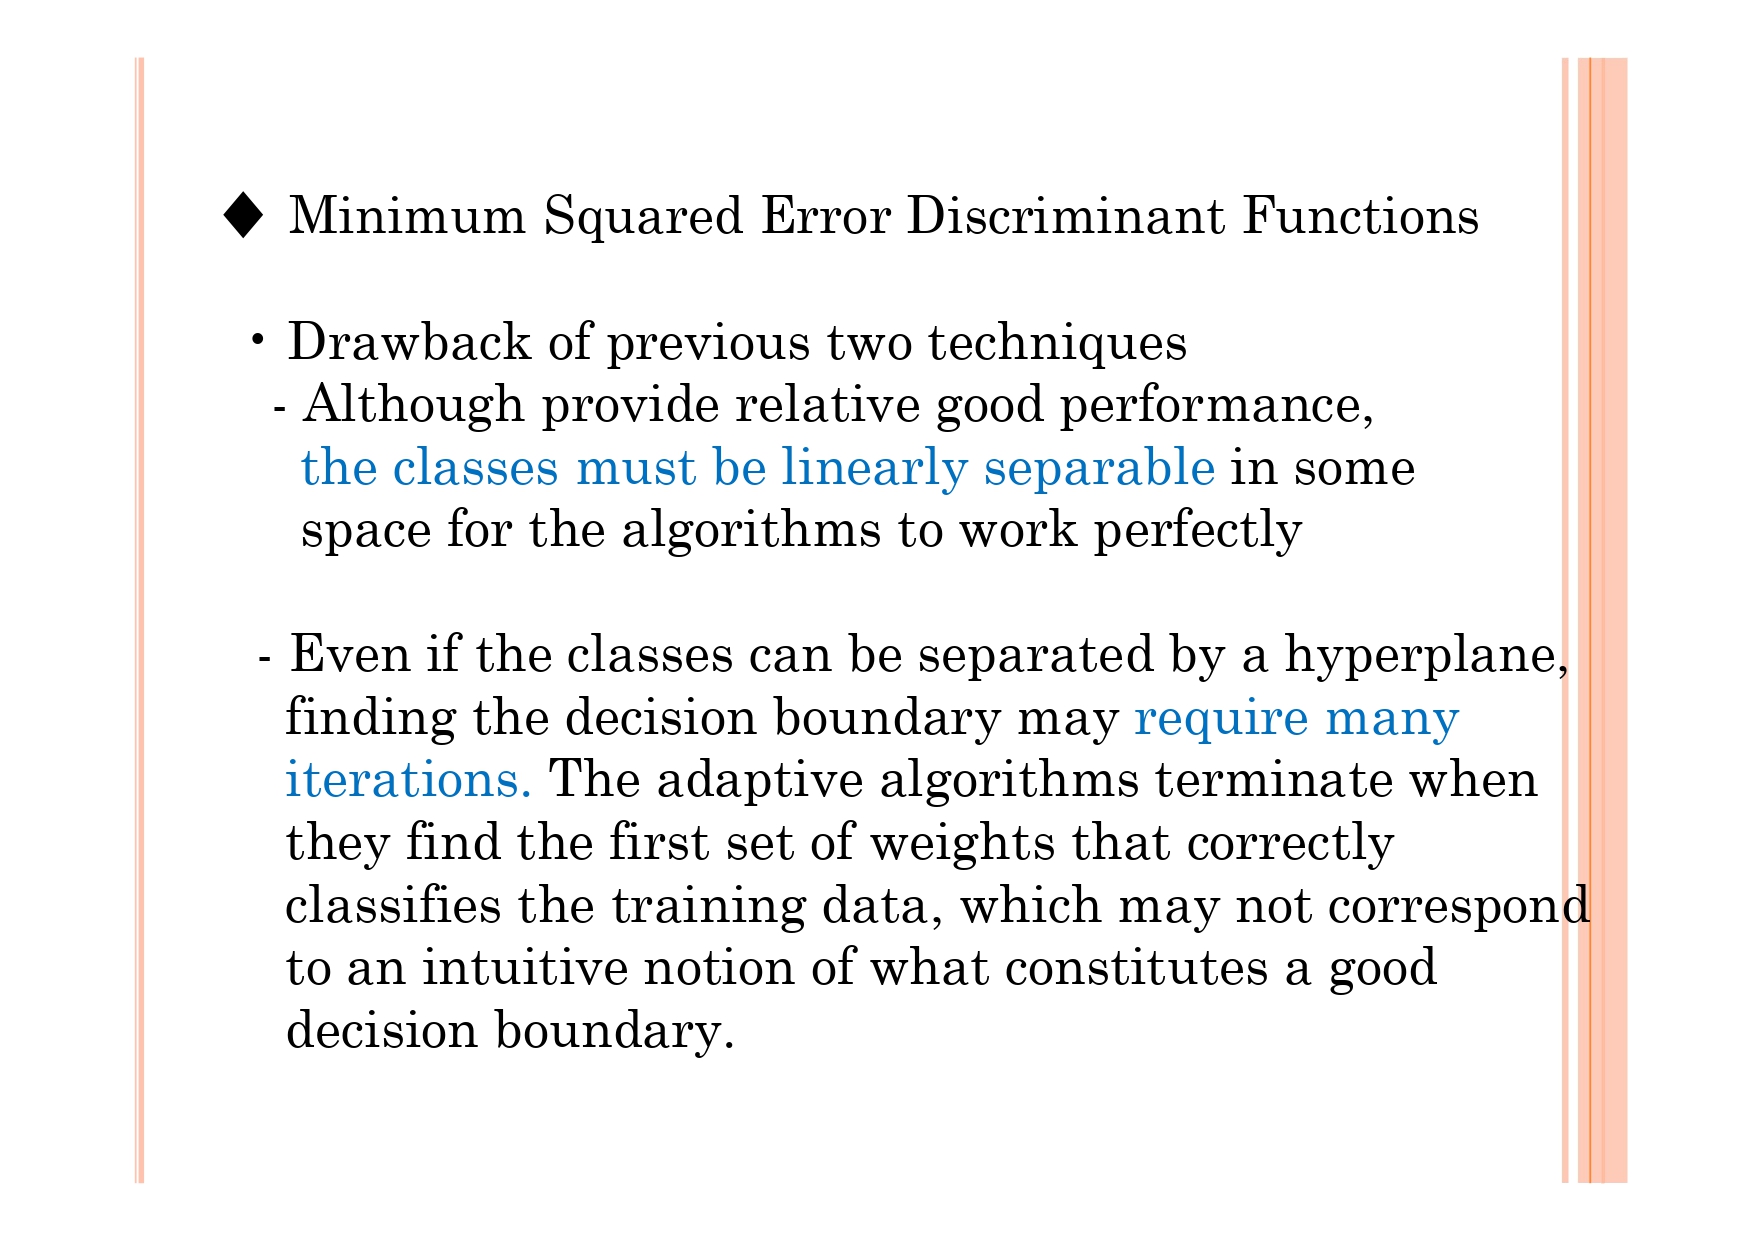 ♦ Minimum Squared Error Discriminant Functions
• Drawback of previous two techniques
- Although provide relative good performance,
the classes must be linearly separable in some
space for the algorithms to work perfectly
- Even if the classes can be separated by a hyperplane,
finding the decision boundary may require many
iterations. The adaptive algorithms terminate when
they find the first set of weights that correctly
classifies the training data, which may not correspond
to an intuitive notion of what constitutes a good
decision boundary.